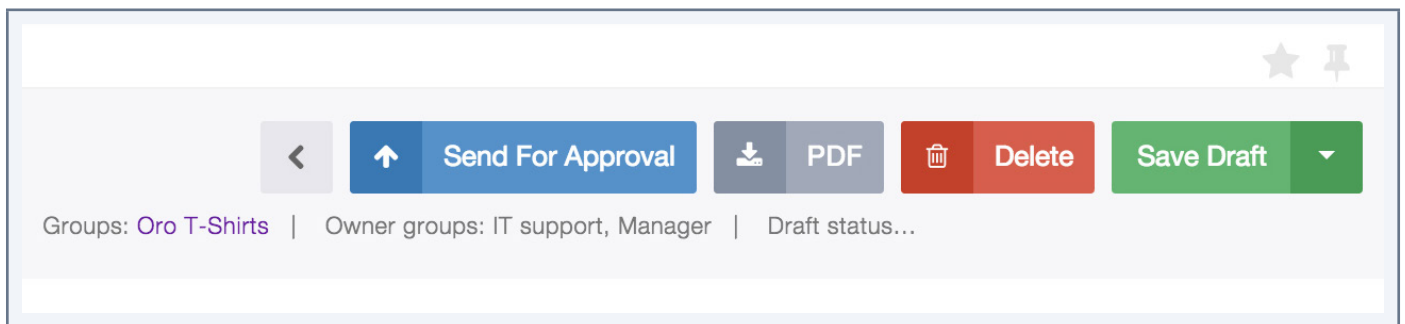 Send For Approval PDF Delete Save Draft
Groups: Oro T-Shirts | Owner groups: IT support, Manager | Draft status...